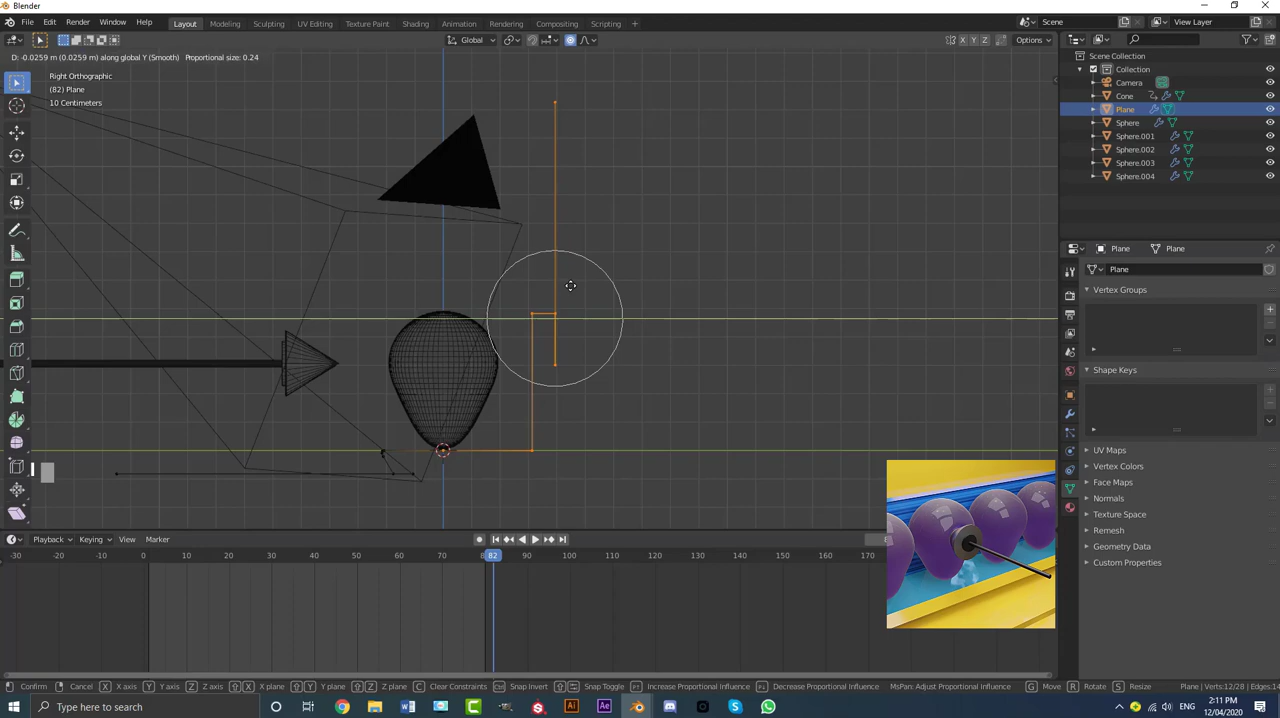 Blender
File Edit Render Window Help Layout Modeling Sculpting UV Editing Texture Paint Shading Animation Rendering Compositing Scripting + Scene View Layer
Global X Y Z Options
D: -0.0259 m (0.0259 m) along global Y (Smooth) Proportional size: 0.24
Right Orthographic
(82) Plane
10 Centimeters
Scene Collection
Collection
Camera
Cone
Plane
Sphere
Sphere.001
Sphere.002
Sphere.003
Sphere.004
Plane Plane
Plane
Vertex Groups
Shape Keys
UV Maps
Vertex Colors
Face Maps
Normals
Texture Space
Remesh
Geometry Data
Custom Properties
Playback Keying View Marker
-30 -20 -10 0 10 20 30 40 50 60 70 82 90 100 110 120 130 140 150 160 170
Confirm Cancel X X axis Y Y axis Z Z axis X X plane Y Y plane Z Z plane C Clear Constraints Snap Invert Snap Toggle Increase Proportional Influence Decrease Proportional Influence MsPan: Adjust Proportional Influence G Move R Rotate S Resize Plane | Verts:12/28 | Edges:14
Type here to search
2:11 PM
12/04/2020